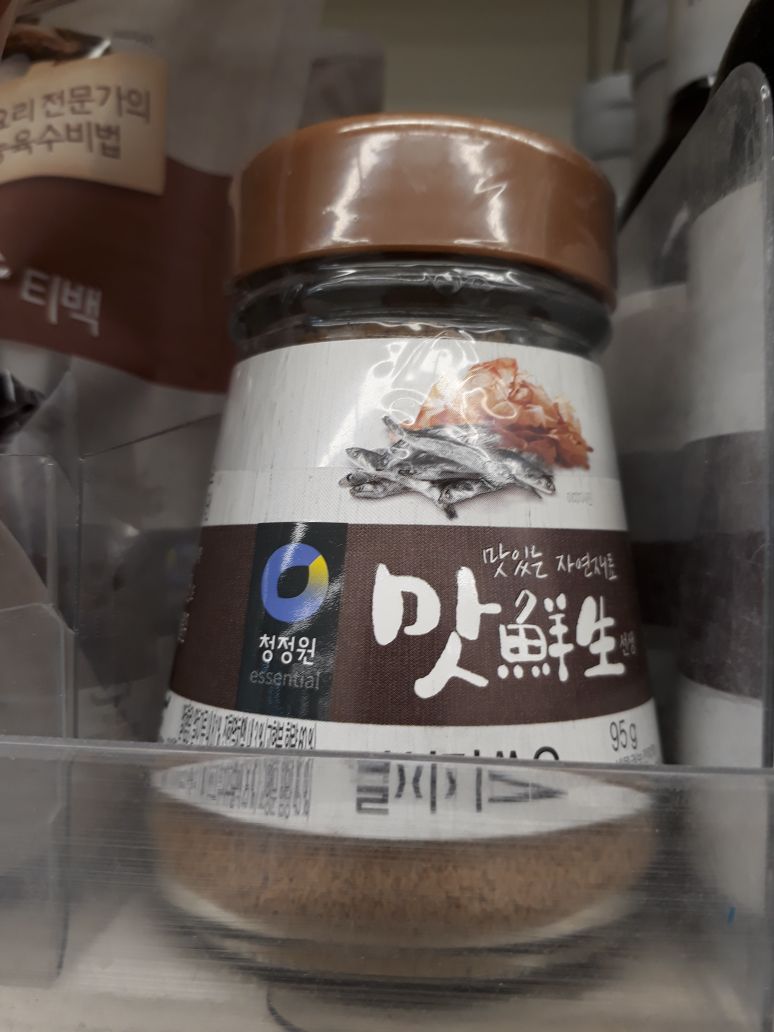 요리 전문가의
육수비법
티백
맛있는 자연재료
맛鮮生
선생
청정원
essential
95g